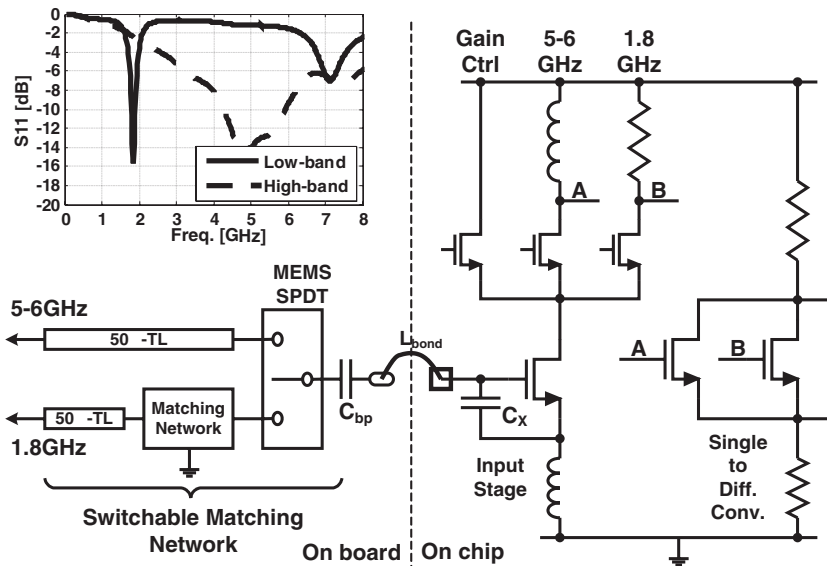 S11 [dB]
0
-2
-4
-6
-8
-10
-12
-14
-16
-18
-20
Low-band
High-band
0 1 2 3 4 5 6 7 8
Freq. [GHz]
Gain
Ctrl
5-6
GHz
1.8
GHz
A
B
MEMS
SPDT
5-6GHz
50 -TL
50 -TL
1.8GHz
Matching
Network
Cbp
Lbond
CX
Input
Stage
A
B
Single
to
Diff.
Conv.
Switchable Matching
Network
On board
On chip